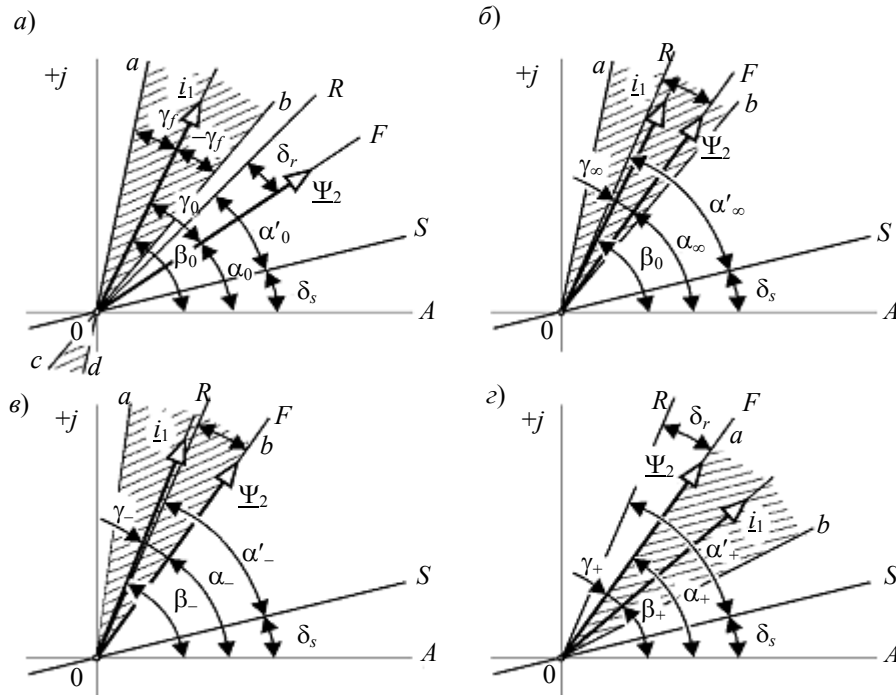 а)
+j
a
i₁
b
R
F
γf
−γf
δr
Ψ₂
γ₀
α′₀
S
β₀
α₀
δs
0
A
c
d
б)
+j
a
R
F
i₁
b
Ψ₂
γ∞
α′∞
S
β₀
α∞
δs
0
A
в)
+j
a
R
F
i₁
b
Ψ₂
γ₋
α′₋
S
β₋
α₋
δs
0
A
г)
+j
R
δr
F
a
Ψ₂
i₁
b
γ₊
α′₊
S
β₊
α₊
δs
0
A